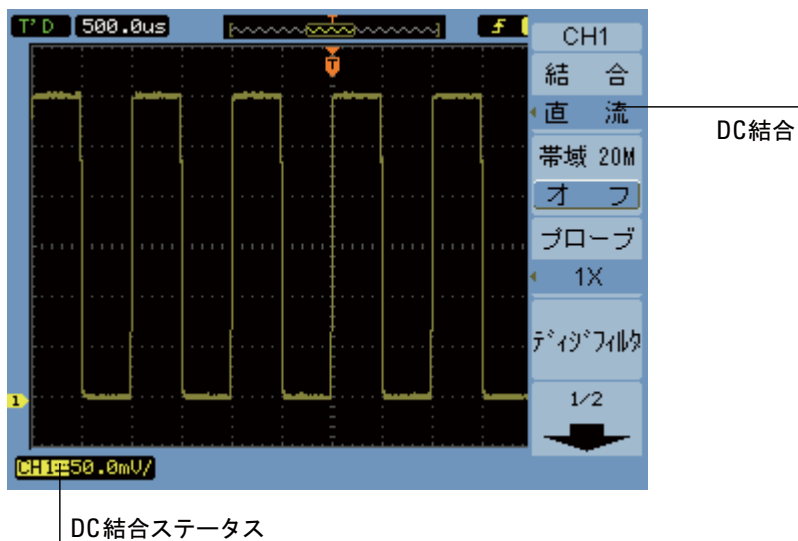 T'D 500.0us T
T
CH1
結 合
直 流
DC結合
帯域 20M
オ フ
プローブ
1X
ディジフィルタ
1/2
1
CH1 50.0mV/
DC結合ステータス